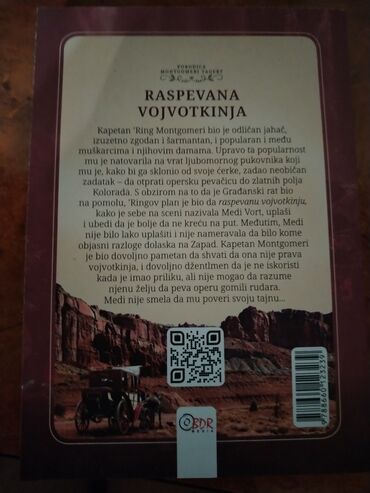 PORODICA
MONTGOMERI TAGERT
RASPEVANA
VOJVOTKINJA
Kapetan 'Ring Montgomeri bio je odličan jahač,
izuzetno zgodan i šarmantan, i popularan i među
muškarcima i njihovim damama. Upravo ta popularnost
mu je natovarila na vrat ljubomornog pukovnika koji
mu je, kako bi ga sklonio od svoje ćerke, zadao neobičan
zadatak – da otprati opersku pevačicu do zlatnih polja
Kolorada. S obzirom na to da je Građanski rat bio
na pomolu, 'Ringov plan je bio da raspevanu vojvotkinju,
kako je sebe na sceni nazivala Medi Vort, uplaši
i ubedi da je bolje da ne kreću na put. Međutim, Medi
nije bilo lako uplašiti i nije nameravala da bilo kome
objasni razloge dolaska na Zapad. Kapetan Montgomeri
je bio dovoljno pametan da shvati da ona nije prava
vojvotkinja, i dovoljno džentlmen da je ne iskoristi
kada je imao priliku, ali nije mogao da razume
njenu želju da peva operu gomili rudara.
Medi nije smela da mu poveri svoju tajnu...
BDR
MEDIA
9788660123239